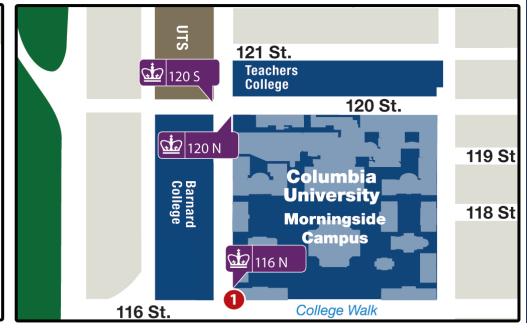 UTS
121 St.
120 S
Teachers
College
120 St.
120 N
119 St
Columbia
University
Barnard
College
Morningside
Campus
118 St
116 N
1
116 St.
College Walk